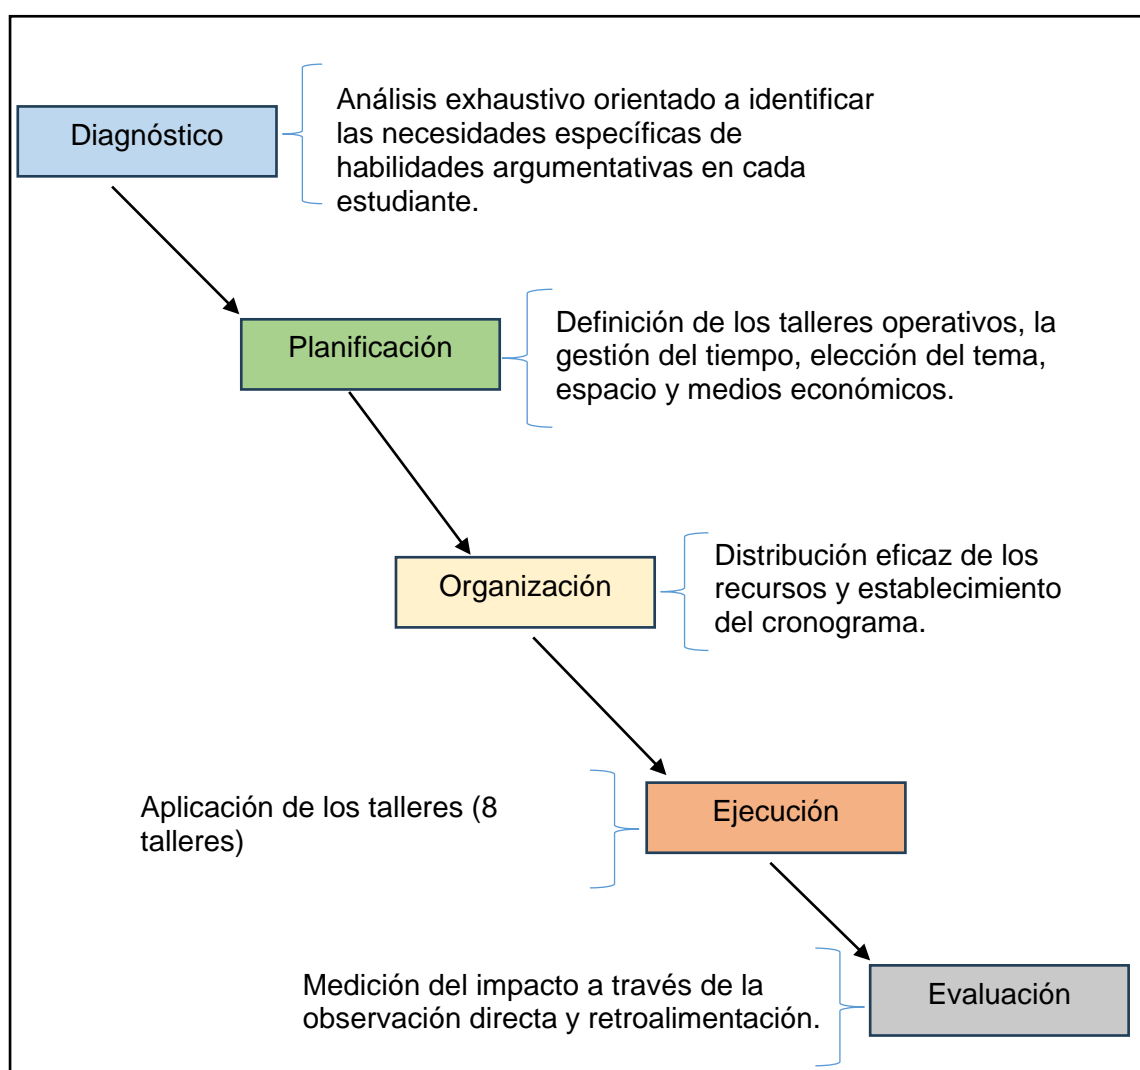 Diagnóstico
Análisis exhaustivo orientado a identificar
las necesidades específicas de
habilidades argumentativas en cada
estudiante.
Planificación
Definición de los talleres operativos, la
gestión del tiempo, elección del tema,
espacio y medios económicos.
Organización
Distribución eficaz de los
recursos y establecimiento
del cronograma.
Aplicación de los talleres (8
talleres)
Ejecución
Medición del impacto a través de la
observación directa y retroalimentación.
Evaluación